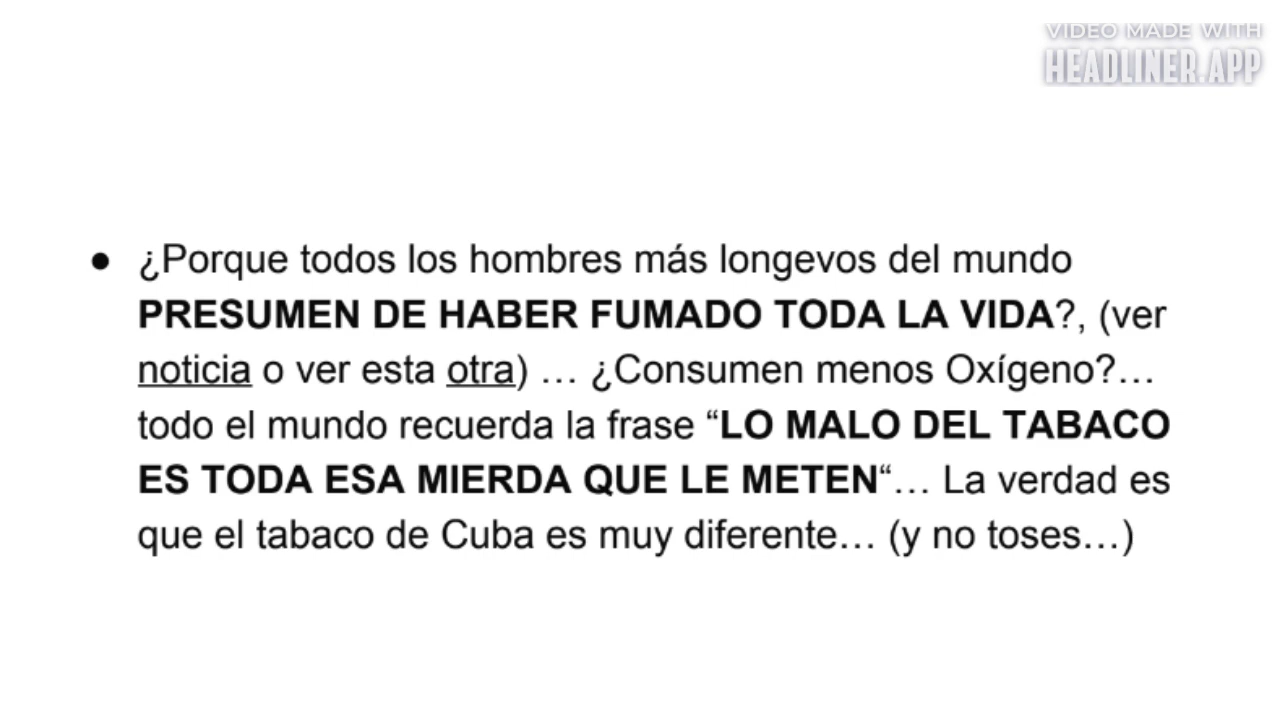 VIDEO MADE WITH
HEADLINER.APP
● ¿Porque todos los hombres más longevos del mundo
PRESUMEN DE HABER FUMADO TODA LA VIDA?, (ver
noticia o ver esta otra) … ¿Consumen menos Oxígeno?…
todo el mundo recuerda la frase “LO MALO DEL TABACO
ES TODA ESA MIERDA QUE LE METEN“… La verdad es
que el tabaco de Cuba es muy diferente… (y no toses…)